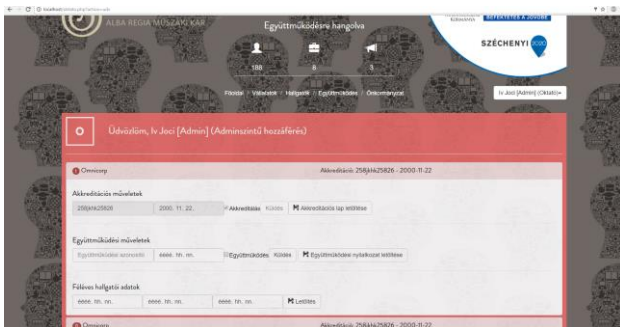 ALBA REGIA MŰSZAKI KAR
Együttműködésre hangolva
BEFEKTETÉS A JÖVŐBE
SZÉCHENYI 2020
188 8 3
Főoldal / Vállalatok / Hallgatók / Együttműködés / Önkormányzat
Iv Joci [Admin] (Oktató)
O Üdvözlöm, Iv Joci [Admin] (Adminszintű hozzáférés)
Omnicorp Akkreditáció: 258jkhk25826 - 2000-11-22
Akkreditációs műveletek
258jkhk25826 2000. 11. 22. Akkreditálás Küldés Akkreditációs lap letöltése
Együttműködési műveletek
Együttműködési azonosító éééé. hh. nn. Együttműködés Küldés Együttműködési nyilatkozat letöltése
Féléves hallgatói adatok
éééé. hh. nn. éééé. hh. nn. éééé. hh. nn. Letöltés
Omnicorp Akkreditáció: 258jkhk25826 - 2000-11-22